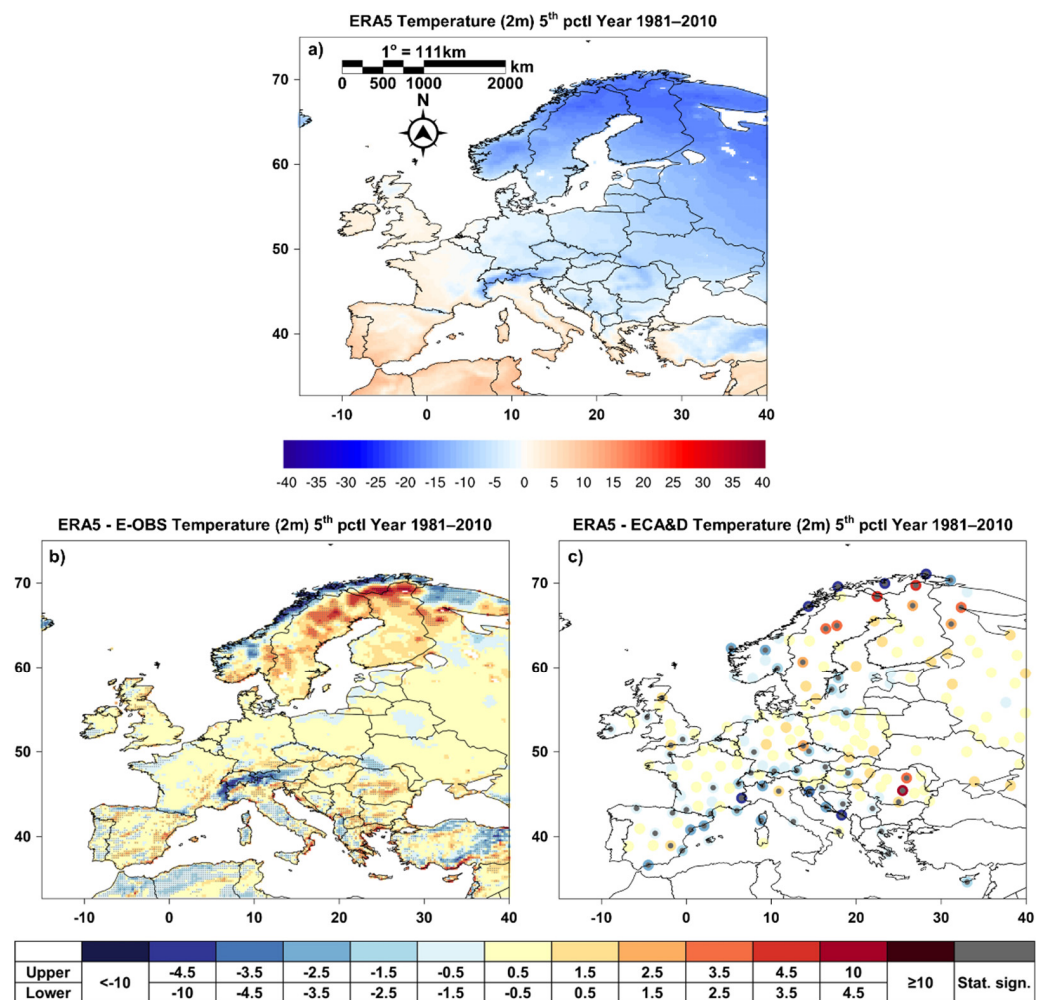 ERA5 Temperature (2m) 5th pctl Year 1981–2010
a)
1° = 111km
km
0 500 1000 2000
N
70
60
50
40
-10 0 10 20 30 40
-40 -35 -30 -25 -20 -15 -10 -5 0 5 10 15 20 25 30 35 40
ERA5 - E-OBS Temperature (2m) 5th pctl Year 1981–2010
b)
70
60
50
40
-10 0 10 20 30 40
ERA5 - ECA&D Temperature (2m) 5th pctl Year 1981–2010
c)
70
60
50
40
-10 0 10 20 30 40
Upper <-10 -4.5 -3.5 -2.5 -1.5 -0.5 0.5 1.5 2.5 3.5 4.5 10 ≥10 Stat. sign.
Lower -10 -4.5 -3.5 -2.5 -1.5 -0.5 0.5 1.5 2.5 3.5 4.5